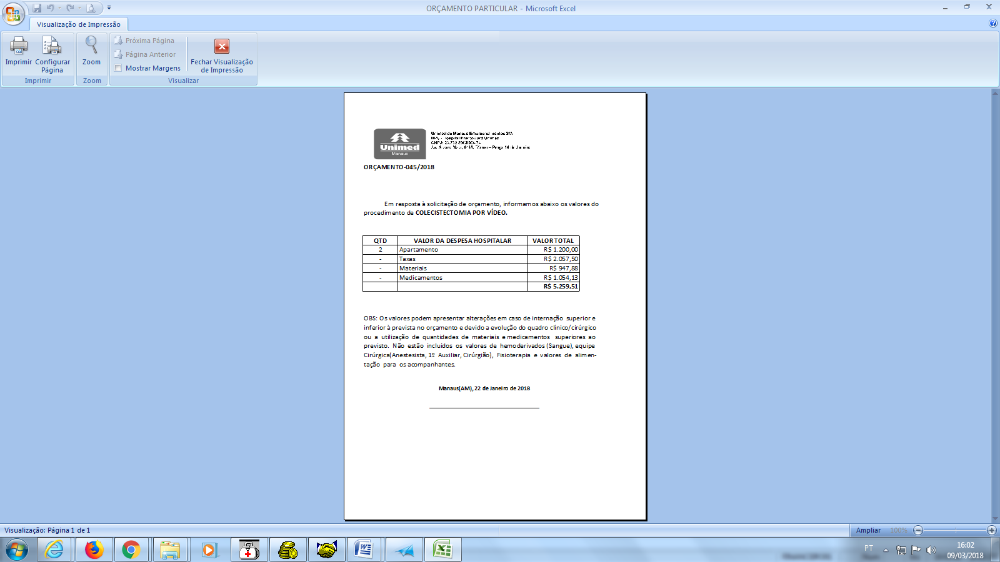 ORÇAMENTO PARTICULAR - Microsoft Excel
Visualização de Impressão
Imprimir
Configurar Página
Zoom
Próxima Página
Página Anterior
Mostrar Margens
Fechar Visualização de Impressão
Imprimir
Zoom
Visualizar
Unimed
Manaus
Unimed de Manaus Empreendimentos S/A
ORÇAMENTO-045/2018
Em resposta à solicitação de orçamento, informamos abaixo os valores do
procedimento de COLECISTECTOMIA POR VÍDEO.
QTD VALOR DA DESPESA HOSPITALAR VALOR TOTAL
2 Apartamento R$ 1.200,00
- Taxas R$ 2.057,50
- Materiais R$ 947,88
- Medicamentos R$ 1.054,13
R$ 5.259,51
OBS: Os valores podem apresentar alterações em caso de internação superior e
inferior à prevista no orçamento e devido a evolução do quadro clínico/cirúrgico
ou a utilização de quantidades de materiais e medicamentos superiores ao
previsto. Não estão incluídos os valores de hemoderivados (Sangue), equipe
Cirúrgica(Anestesista, 1º Auxiliar, Cirúrgião), Fisioterapia e valores de alimen-
tação para os acompanhantes.
Manaus(AM), 22 de Janeiro de 2018
Visualização: Página 1 de 1
Ampliar 100%
PT
16:02
09/03/2018